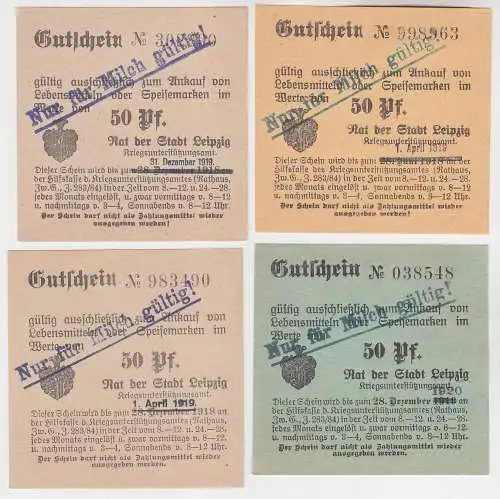 Gutschein №
gültig ausschließlich zum Ankauf von
Lebensmitteln oder Speisemarken im
Werte von
50 Pf.
Nur für Milch gültig!
Rat der Stadt Leipzig
Kriegsunterstützungsamt.
31. Dezember 1919.
Dieser Schein wird bis zum 28. Dezember 1918
an der Hilfskasse d. Kriegsunterstützungsamtes (Rathaus,
Zw. G., Z. 283/84) in der Zeit vom 8.–12. u. 24.–28.
jedes Monats eingelöst u. zwar vormittags v. 8–12,
u. nachmittags v. 3–4, Sonnabends v. 8–12 Uhr.
Der Schein darf nicht als Zahlungsmittel wieder
ausgegeben werden!
Gutschein № 998963
gültig ausschließlich zum Ankauf von
Lebensmitteln oder Speisemarken im
Werte von
50 Pf.
Nur für Milch gültig!
Rat der Stadt Leipzig
Kriegsunterstützungsamt.
1. April 1919
Dieser Schein wird bis zum 28. Juni 1918 an
der Hilfskasse d. Kriegsunterstützungsamtes (Rathaus,
Zw. G., Z. 283/84) in der Zeit vom 8.–12. u. 24.–28.
jedes Monats eingelöst u. zwar vormittags v. 8–12
u. nachmittags v. 3–4, Sonnabends v. 8–12 Uhr.
Der Schein darf nicht als Zahlungsmittel wieder
ausgegeben werden!
Gutschein № 983490
gültig ausschließlich zum Ankauf von
Lebensmitteln oder Speisemarken im
Werte von
50 Pf.
Nur für Milch gültig!
Rat der Stadt Leipzig
Kriegsunterstützungsamt.
1. April 1919.
Dieser Schein wird bis zum 28. Dezember 1918 an
der Hilfskasse d. Kriegsunterstützungsamtes (Rathaus,
Zw. G., Z. 283/84) in der Zeit vom 8.–12. u. 24.–28.
jedes Monats eingelöst u. zwar vormittags v. 8–
12, u. nachmittags v. 3–4, Sonnabends v. 8–12 Uhr.
Der Schein darf nicht als Zahlungsmittel wieder ausgegeben
werden.
Gutschein № 038548
gültig ausschließlich zum Ankauf von
Lebensmitteln oder Speisemarken im
Werte von
50 Pf.
Nur für Milch gültig!
Rat der Stadt Leipzig
Kriegsunterstützungsamt.
1920
Dieser Schein wird bis zum 28. Dezember
an der Hilfskasse d. Kriegsunterstützungsamtes (Rathaus,
Zw. G., Z. 283/84) in der Zeit vom 8.–12. u. 24.–28.
jedes Monats eingelöst u. zwar vormittags v. 8–
12, u. nachmittags v. 3–4, Sonnabends v. 8–12 Uhr.
Der Schein darf nicht als Zahlungsmittel wieder ausgegeben
werden.